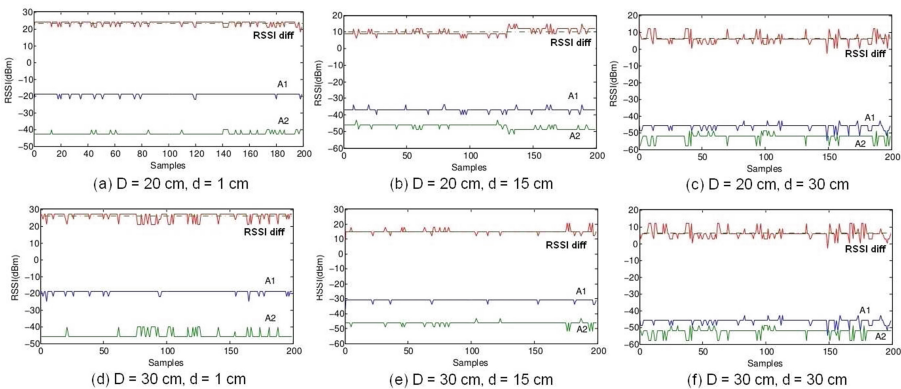 30
20
10
0
−10
−20
−30
−40
−50
RSSI(dBm)
RSSI diff
A1
A2
0 20 40 60 80 100 120 140 160 180 200
Samples
(a) D = 20 cm, d = 1 cm
20
10
0
−10
−20
−30
−40
−50
−60
RSSI(dBm)
RSSI diff
A1
A2
0 50 100 150 200
Samples
(b) D = 20 cm, d = 15 cm
20
10
0
−10
−20
−30
−40
−50
−60
RSSI(dBm)
RSSI diff
A1
A2
0 50 100 150 200
Samples
(c) D = 20 cm, d = 30 cm
30
20
10
0
−10
−20
−30
−40
−50
RSSI(dBm)
RSSI diff
A1
A2
0 50 100 150 200
Samples
(d) D = 30 cm, d = 1 cm
30
20
10
0
−10
−20
−30
−40
−50
−60
RSSI(dBm)
RSSI diff
A1
A2
0 50 100 150 200
Samples
(e) D = 30 cm, d = 15 cm
20
10
0
−10
−20
−30
−40
−50
−60
RSSI(dBm)
RSSI diff
A1
A2
0 50 100 150 200
Samples
(f) D = 30 cm, d = 30 cm